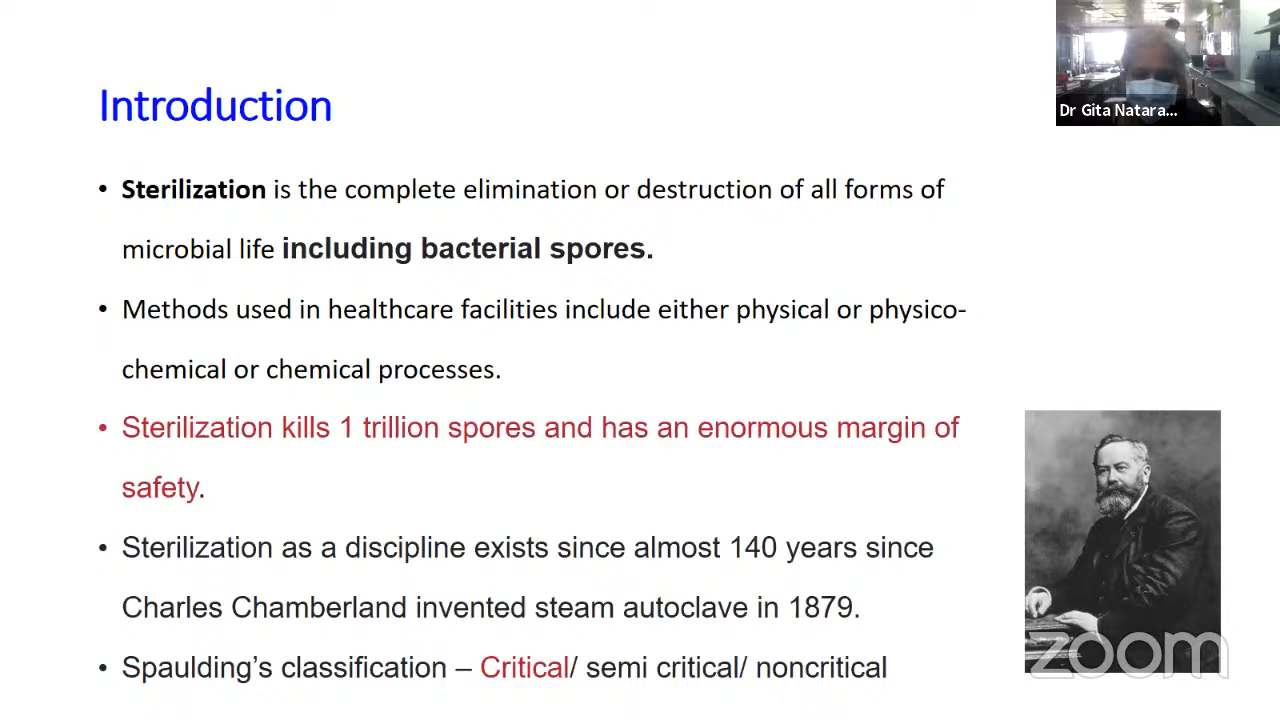 Dr Gita Natara...
Introduction
• Sterilization is the complete elimination or destruction of all forms of
microbial life including bacterial spores.
• Methods used in healthcare facilities include either physical or physico-
chemical or chemical processes.
• Sterilization kills 1 trillion spores and has an enormous margin of
safety.
• Sterilization as a discipline exists since almost 140 years since
Charles Chamberland invented steam autoclave in 1879.
• Spaulding’s classification – Critical/ semi critical/ noncritical
zoom